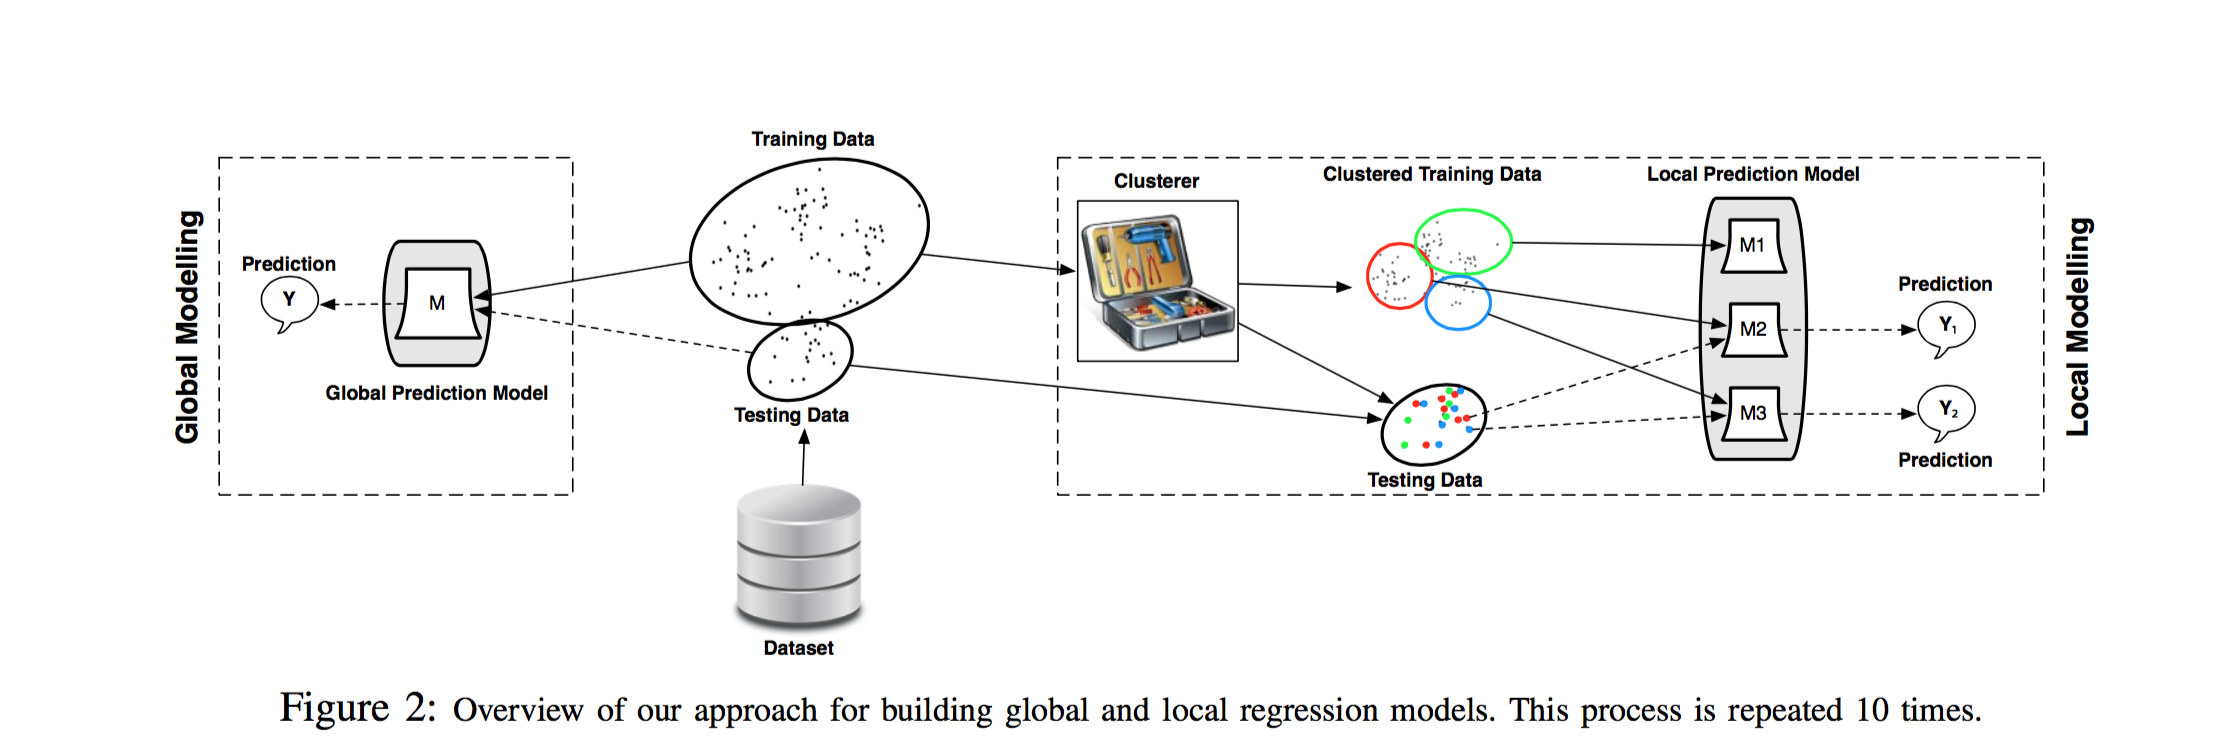 Global Modelling
Prediction
Y
M
Global Prediction Model
Training Data
Testing Data
Dataset
Clusterer
Clustered Training Data
Local Prediction Model
M1
M2
M3
Testing Data
Prediction
Y₁
Y₂
Prediction
Local Modelling
Figure 2: Overview of our approach for building global and local regression models. This process is repeated 10 times.